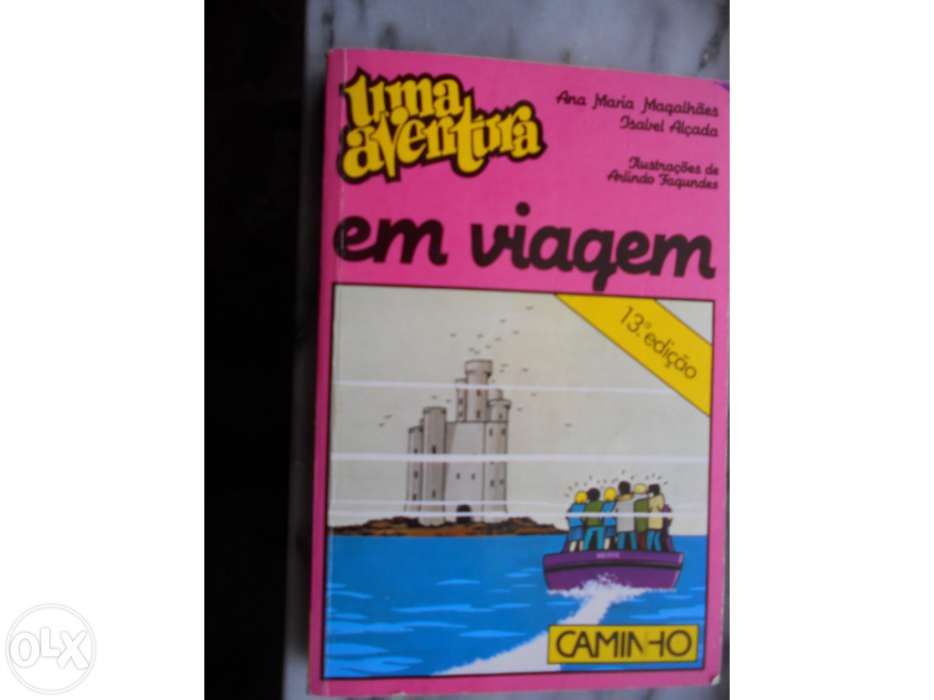 uma
aventura
Ana Maria Magalhães
Isabel Alçada
Ilustrações de
Arlindo Fagundes
em viagem
13.ª edição
CAMINHO
OLX